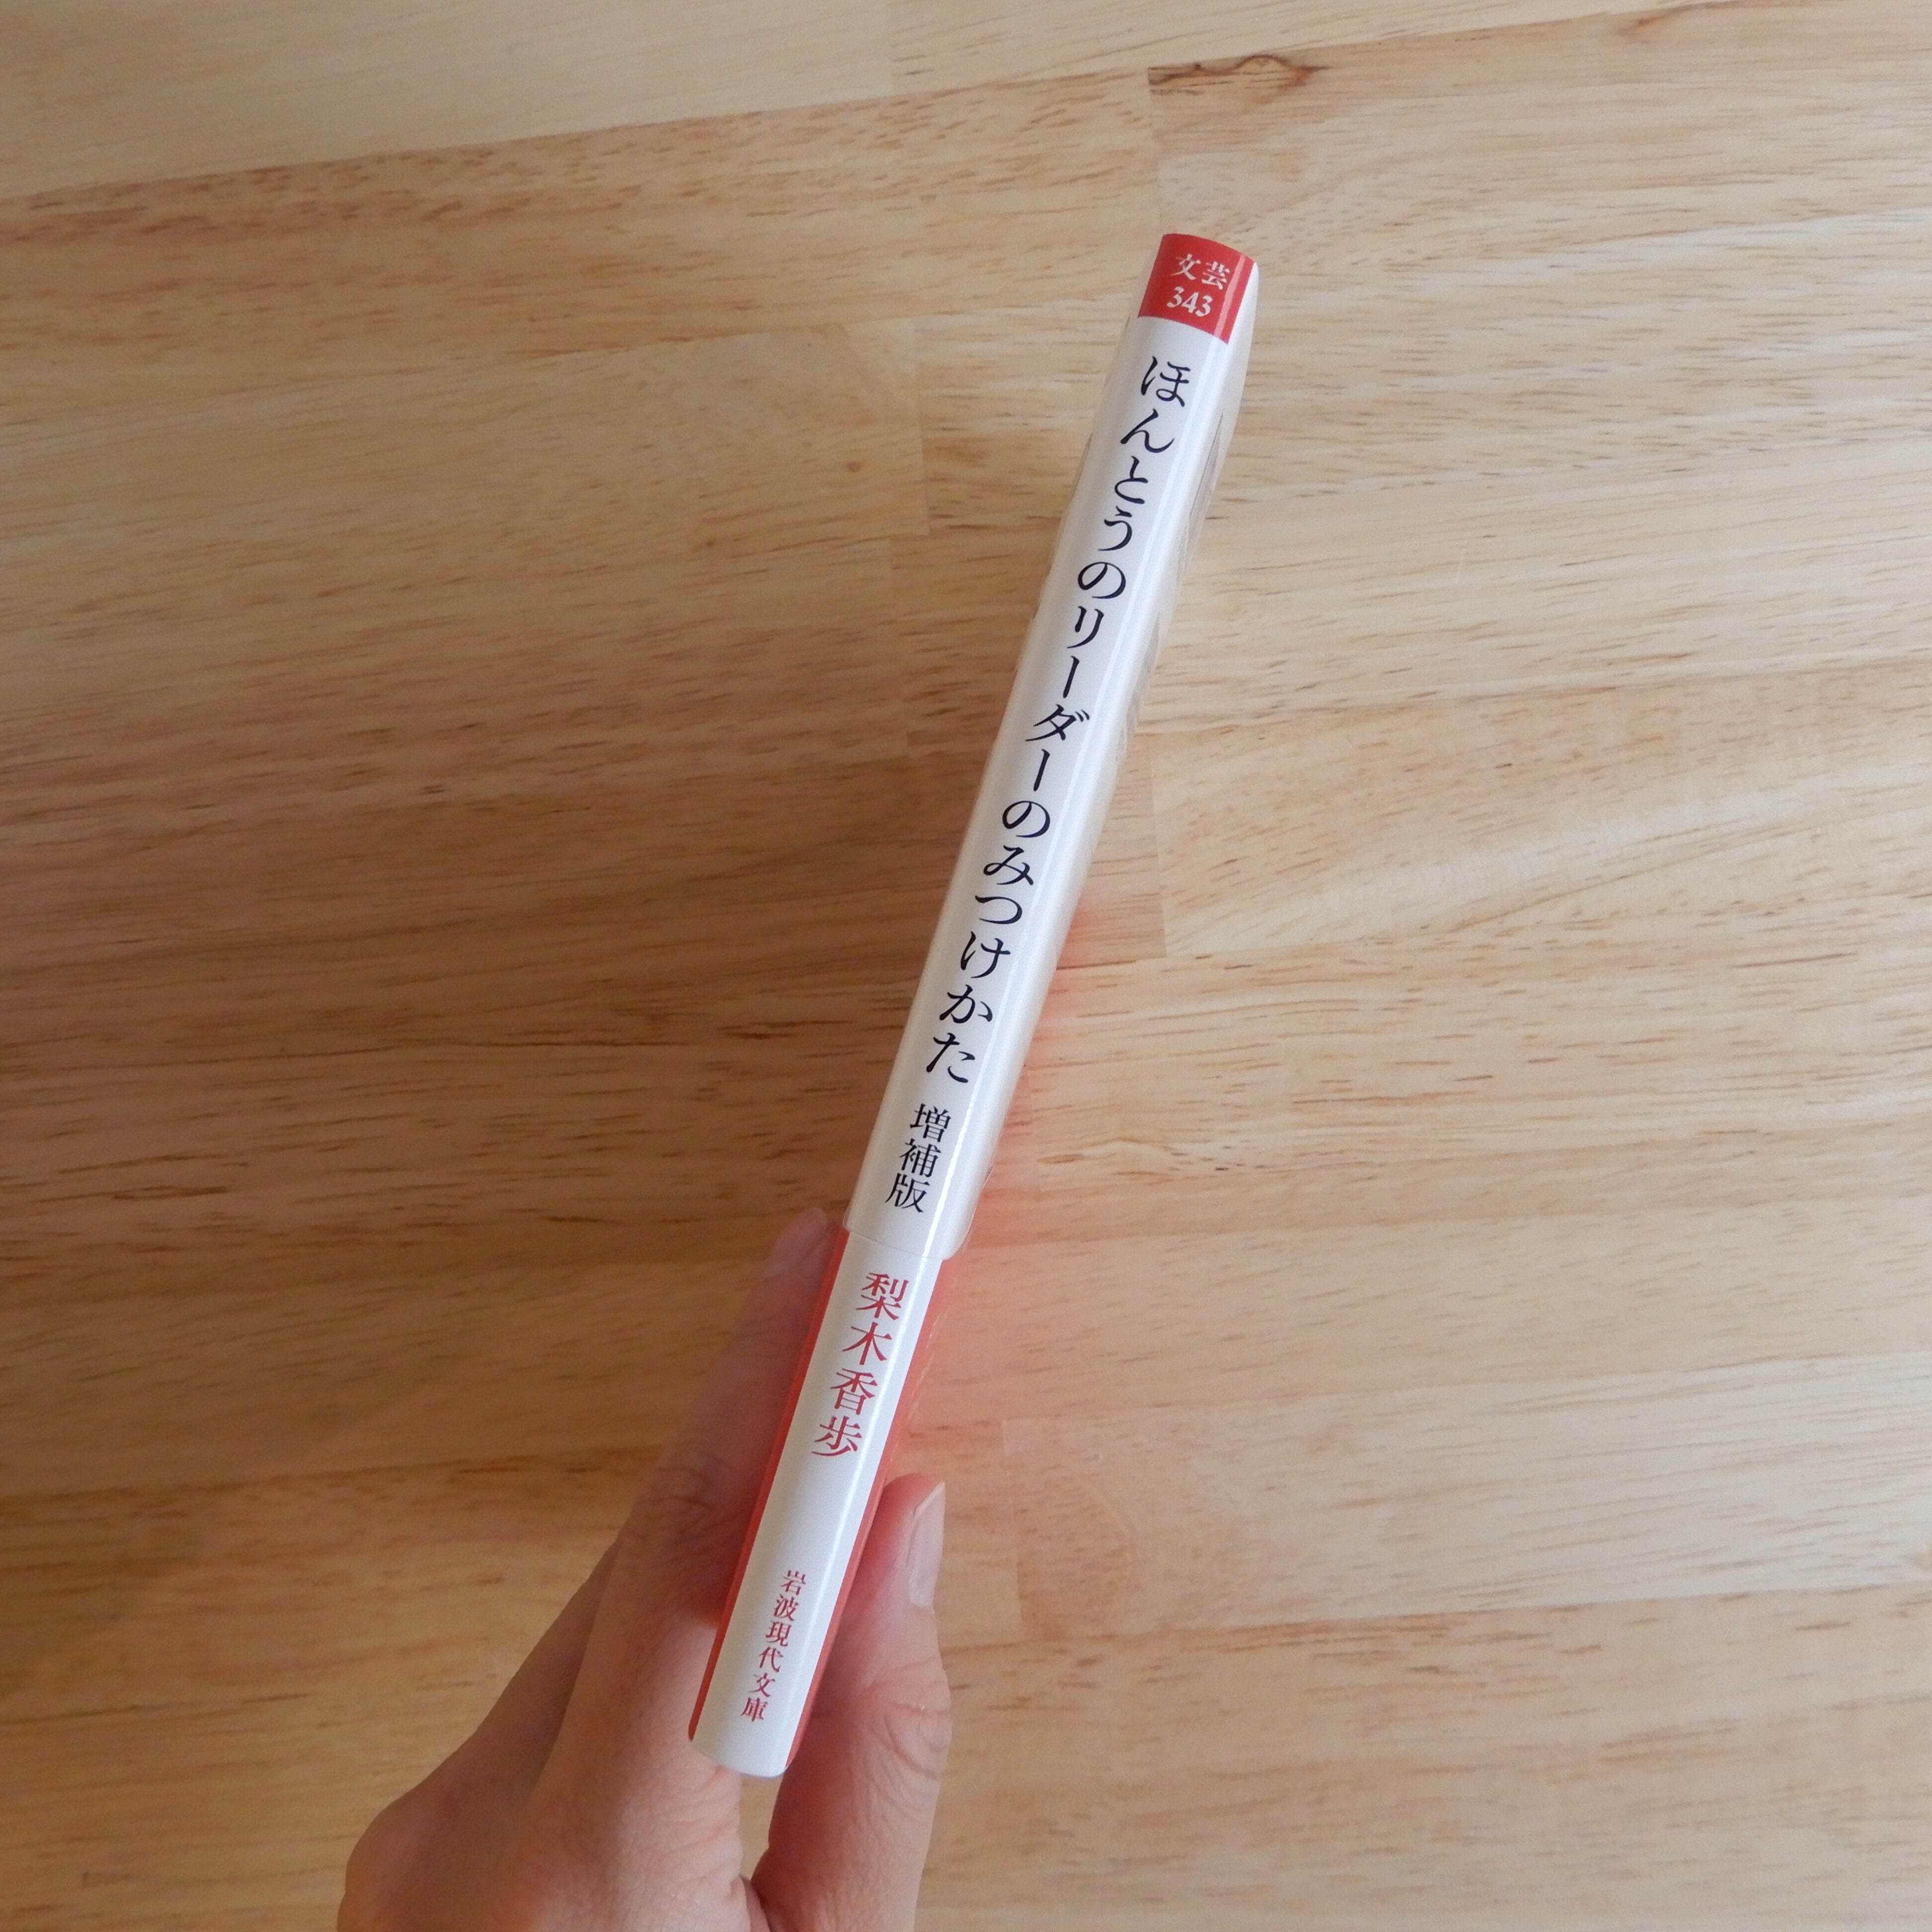 文芸
343
ほんとうのリーダーのみつけかた 増補版
梨木香歩
岩波現代文庫